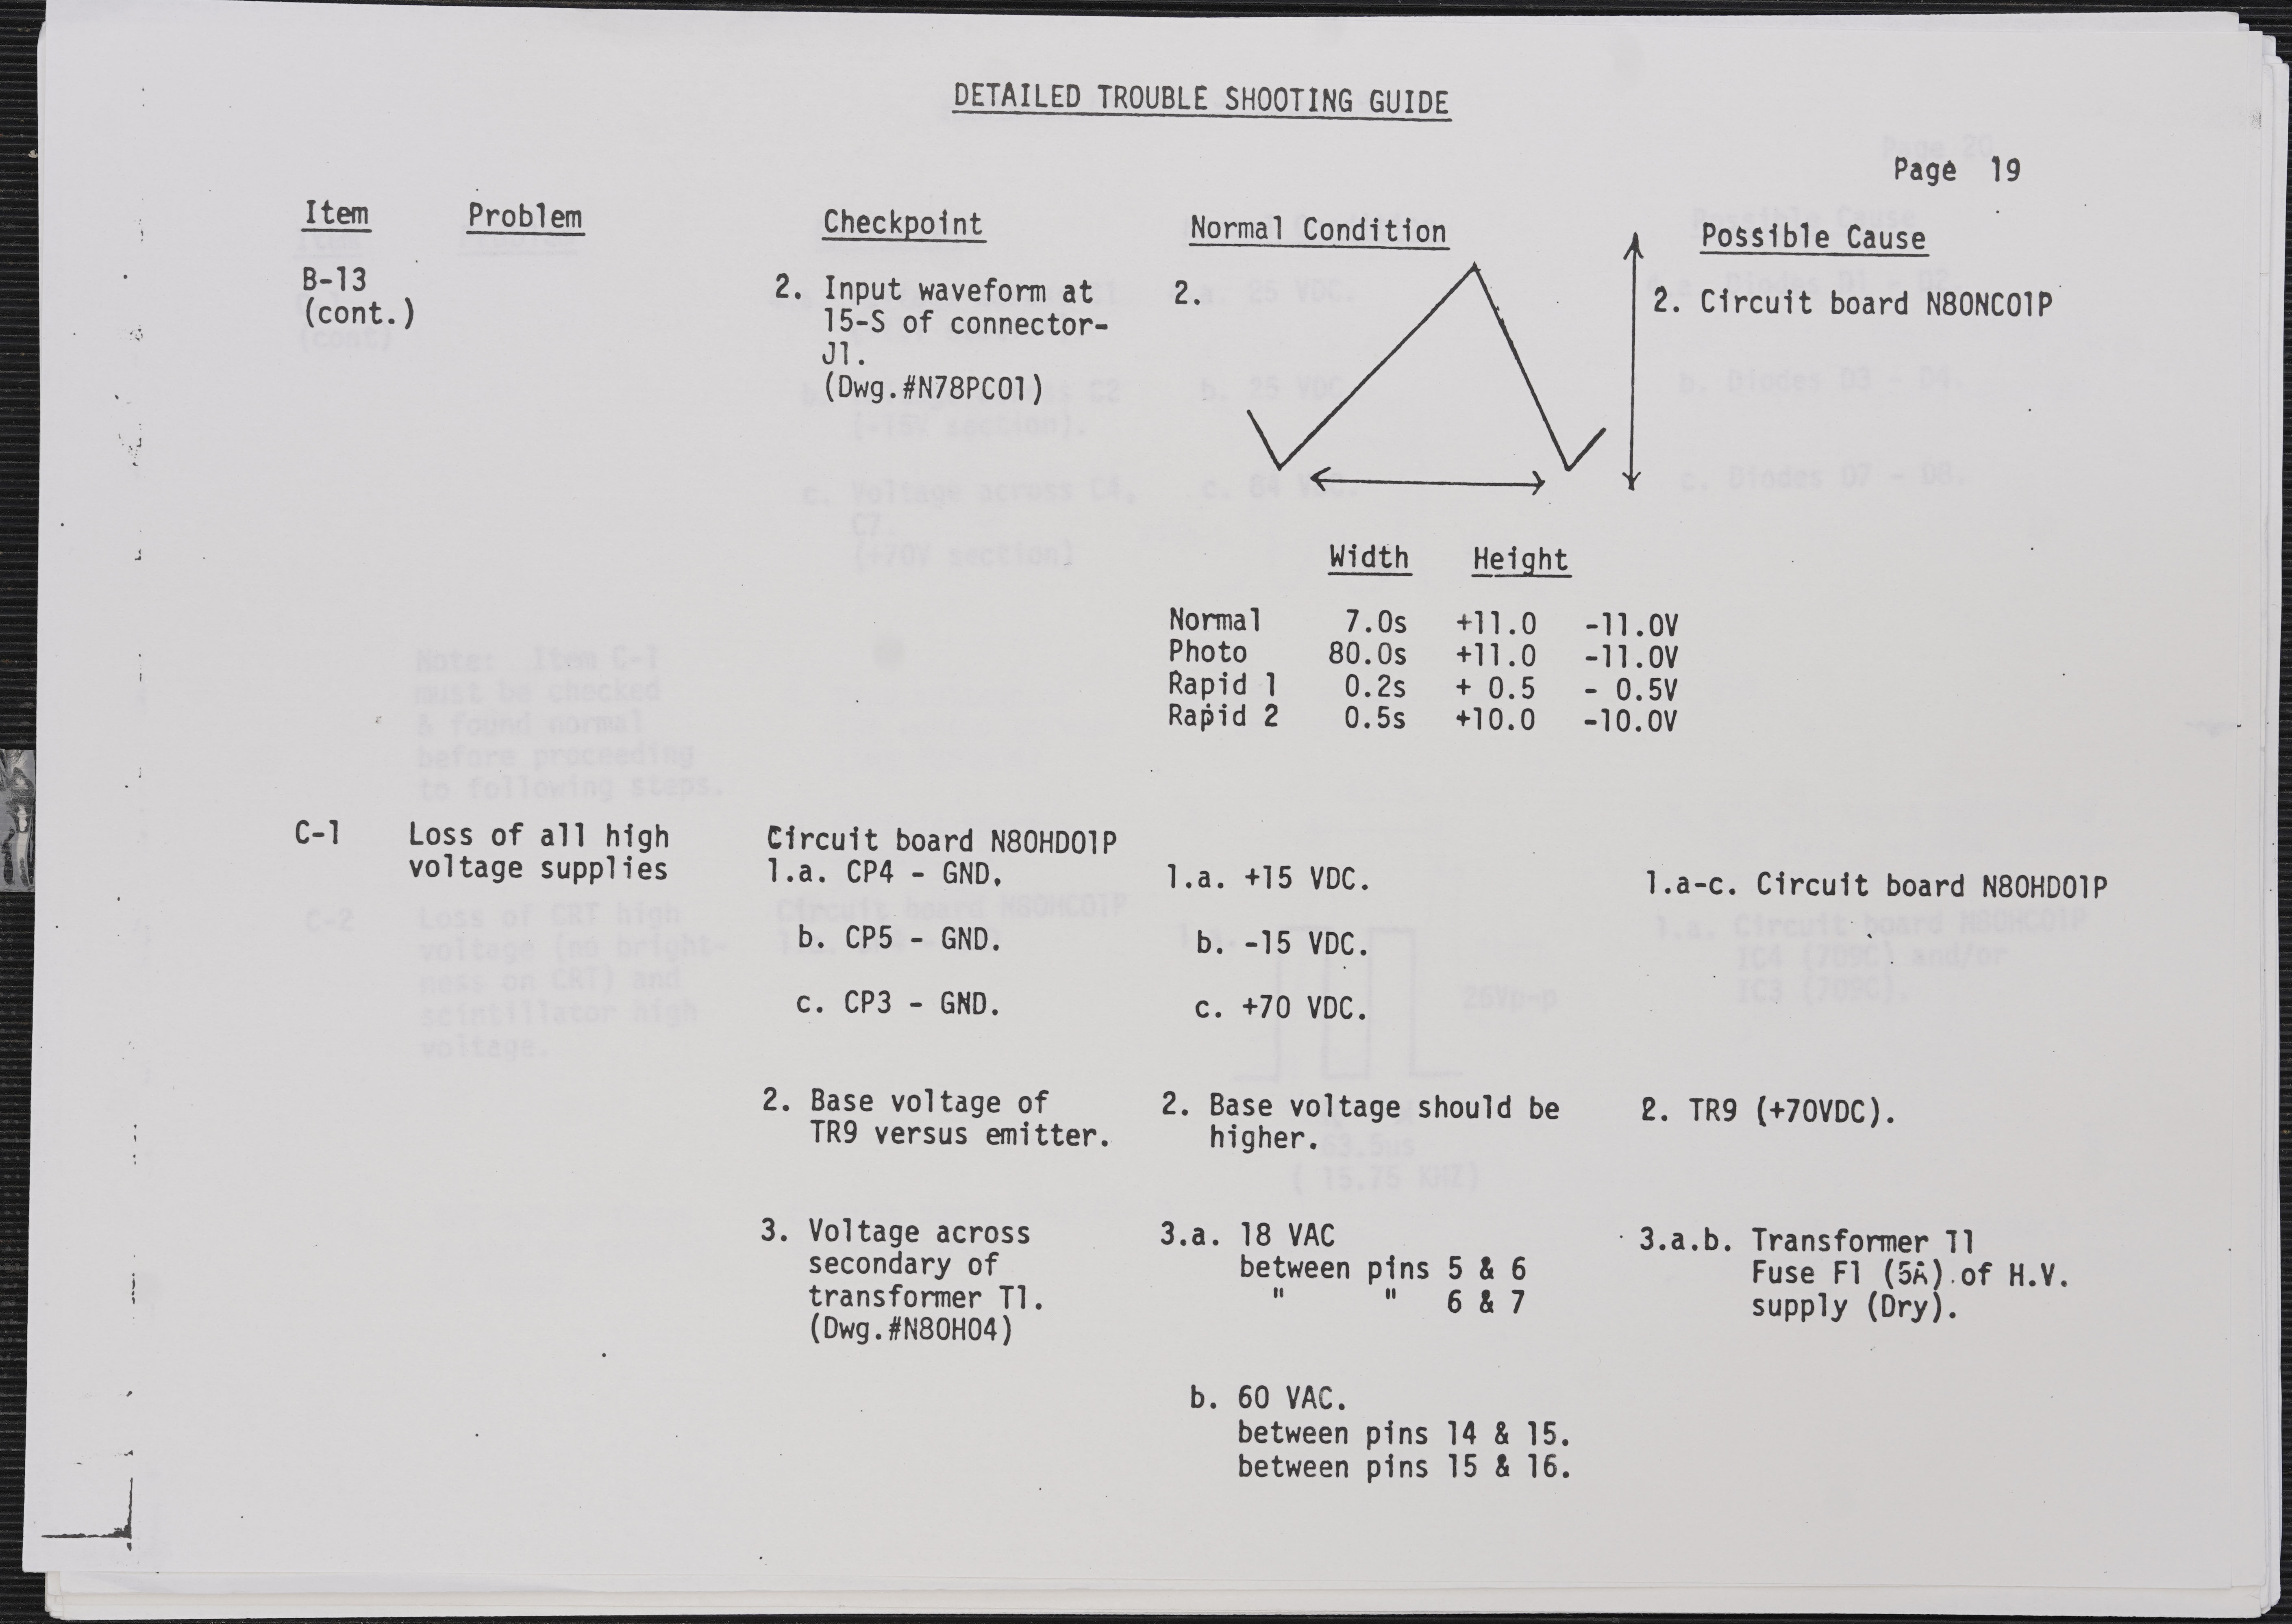 DETAILED TROUBLE SHOOTING GUIDE
Page 19
Item Problem Checkpoint Normal Condition Possible Cause
B-13
(cont.)
2. Input waveform at
15-S of connector-
J1.
(Dwg.#N78PC01)
2.
2. Circuit board N80NC01P
Width Height
Normal 7.0s +11.0 -11.0V
Photo 80.0s +11.0 -11.0V
Rapid 1 0.2s + 0.5 - 0.5V
Rapid 2 0.5s +10.0 -10.0V
C-1 Loss of all high
voltage supplies
Circuit board N80HD01P
1.a. CP4 - GND.
b. CP5 - GND.
c. CP3 - GND.
1.a. +15 VDC.
b. -15 VDC.
c. +70 VDC.
1.a-c. Circuit board N80HD01P
2. Base voltage of
TR9 versus emitter.
2. Base voltage should be
higher.
2. TR9 (+70VDC).
3. Voltage across
secondary of
transformer T1.
(Dwg.#N80H04)
3.a. 18 VAC
between pins 5 & 6
" " 6 & 7
b. 60 VAC.
between pins 14 & 15.
between pins 15 & 16.
3.a.b. Transformer T1
Fuse F1 (5A) of H.V.
supply (Dry).